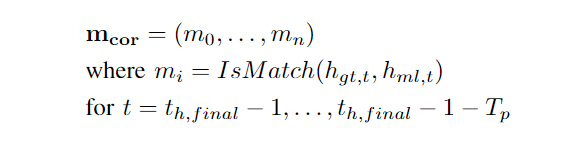 m_cor = (m_0, . . . , m_n)
where m_i = IsMatch(h_{gt,t}, h_{ml,t})
for t = t_{h,final} − 1, . . . , t_{h,final} − 1 − T_p